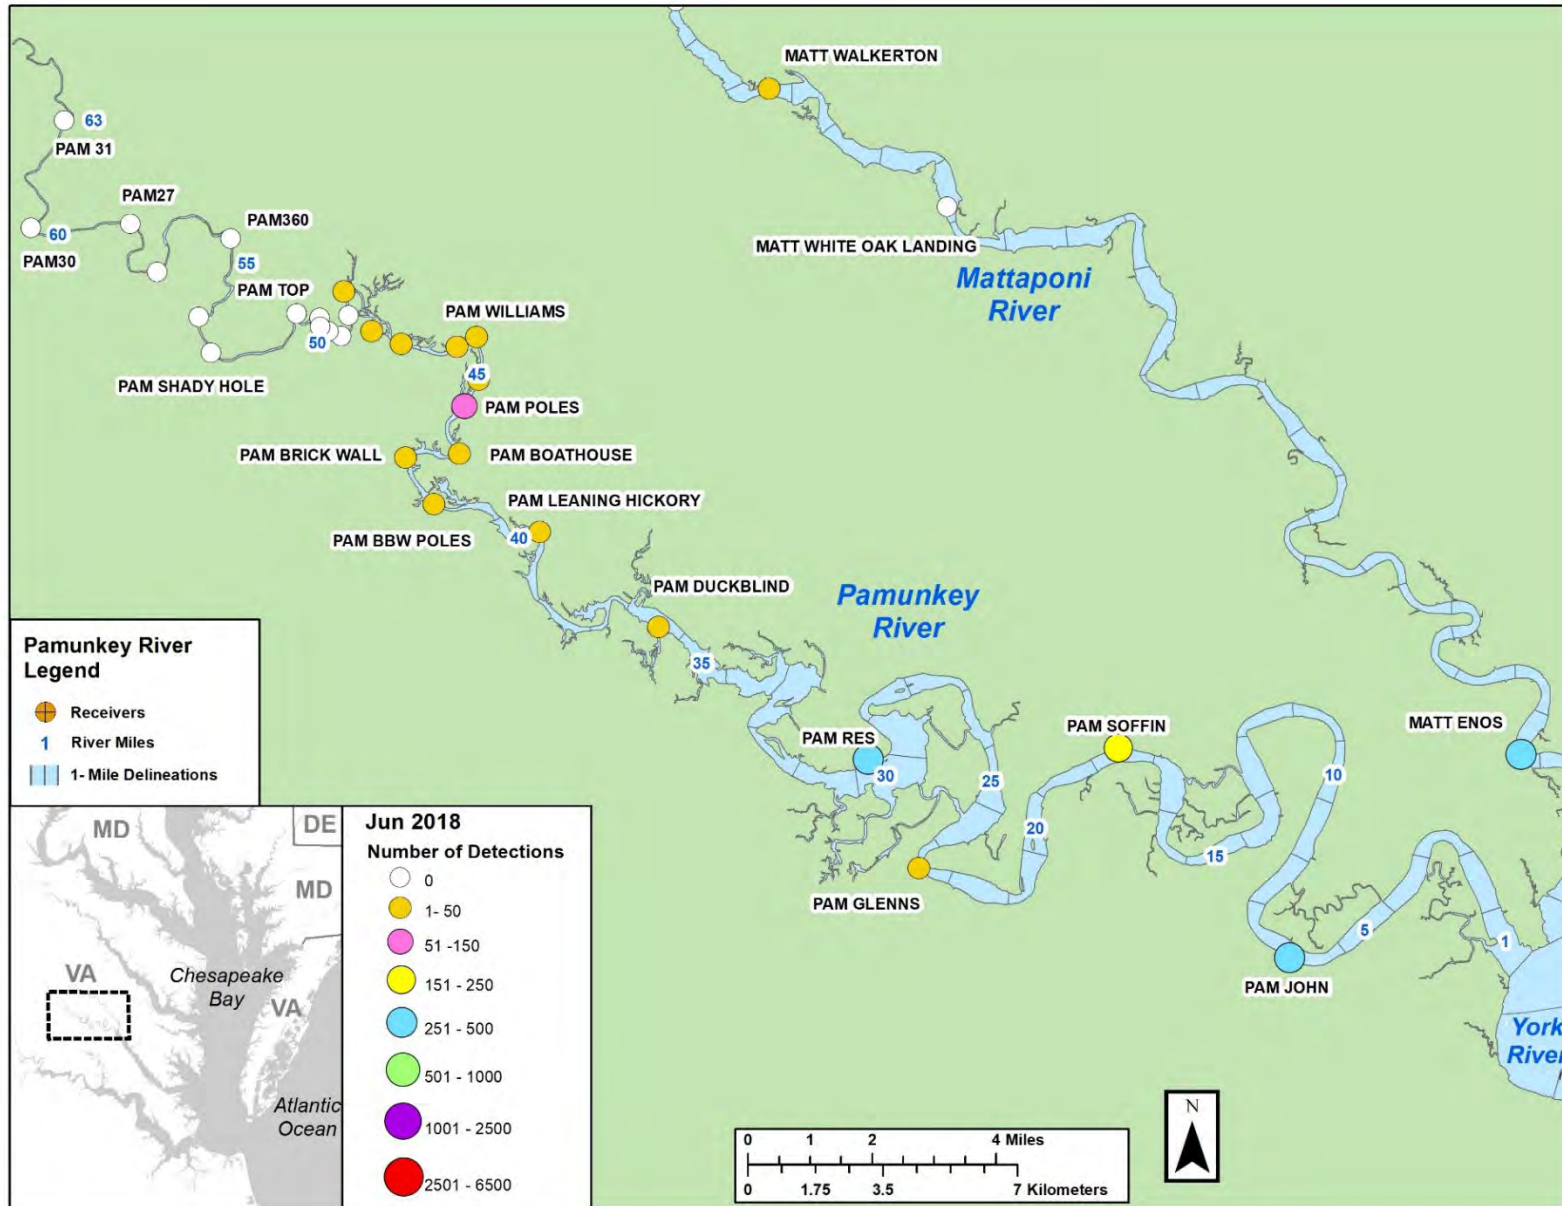 MATT WALKERTON
63
PAM 31
PAM27
PAM360
60
PAM30
55
MATT WHITE OAK LANDING
Mattaponi
River
PAM TOP
PAM WILLIAMS
50
45
PAM SHADY HOLE
PAM POLES
PAM BRICK WALL
PAM BOATHOUSE
PAM LEANING HICKORY
PAM BBW POLES
40
PAM DUCKBLIND
Pamunkey
River
35
PAM RES
30
25
PAM SOFFIN
MATT ENOS
10
20
15
PAM GLENNS
5
1
PAM JOHN
York
River
Pamunkey River
Legend
Receivers
1 River Miles
1- Mile Delineations
MD
DE
MD
VA
Chesapeake
Bay
VA
Atlantic
Ocean
Jun 2018
Number of Detections
0
1- 50
51 -150
151 - 250
251 - 500
501 - 1000
1001 - 2500
2501 - 6500
0 1 2 4 Miles
0 1.75 3.5 7 Kilometers
N